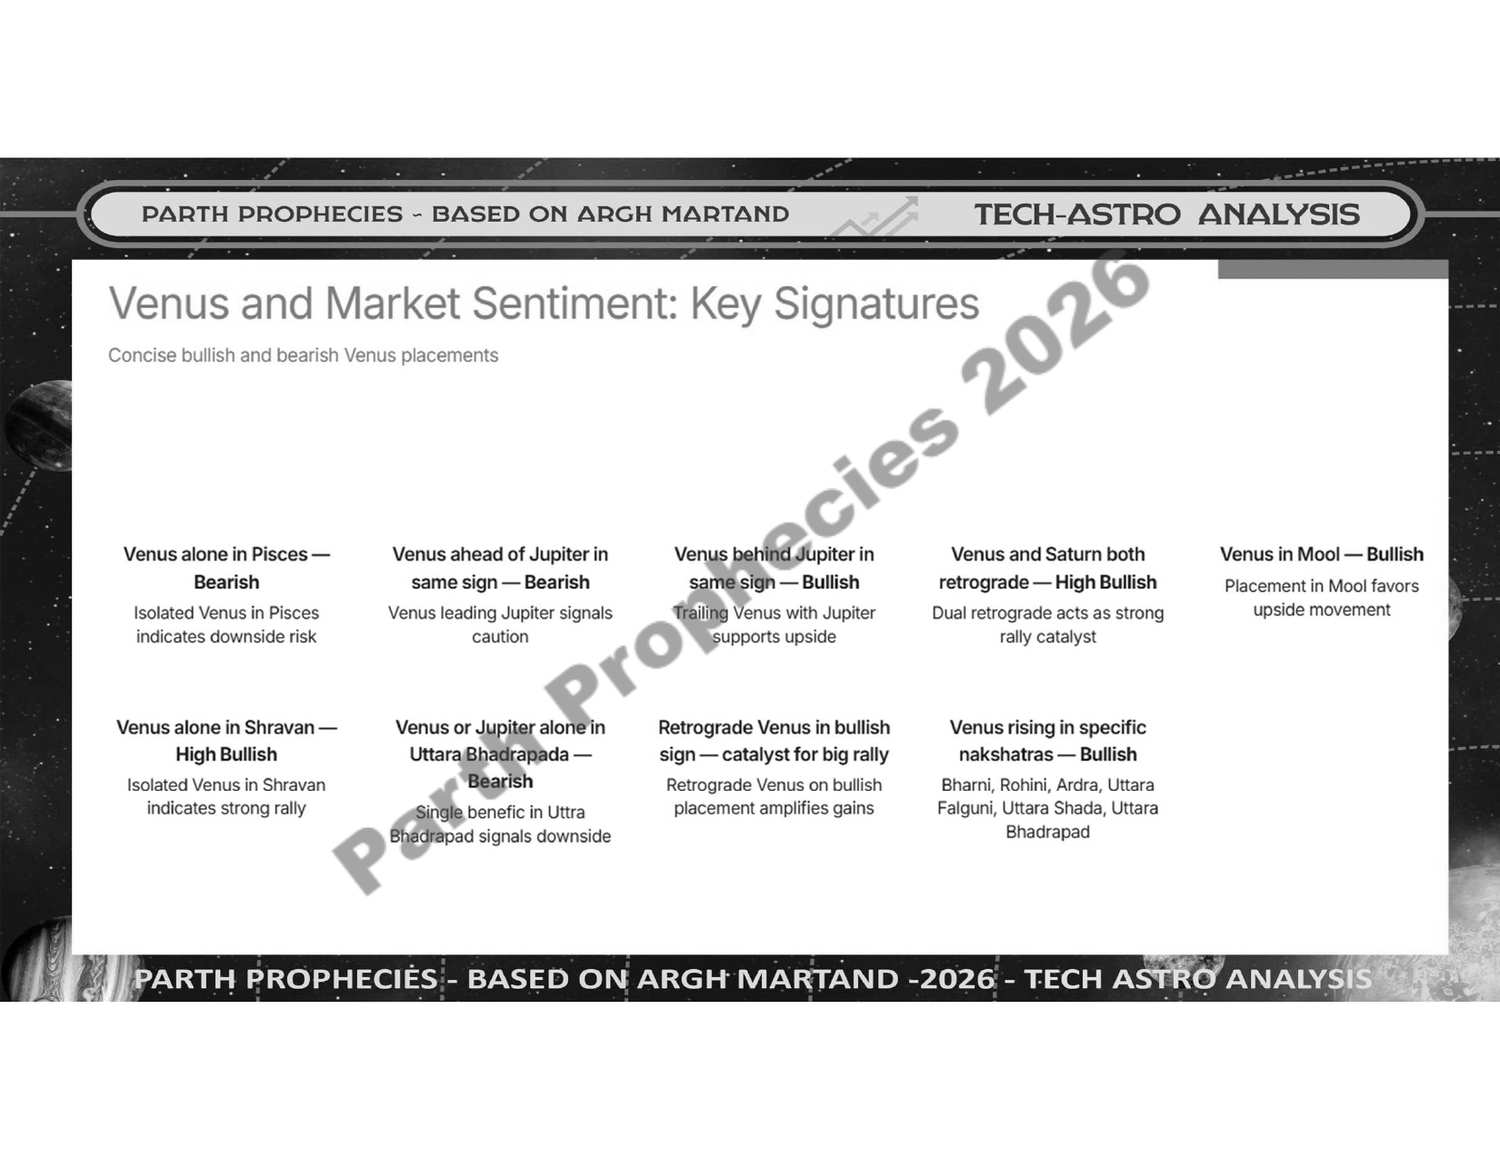 PARTH PROPHECIES ~ BASED ON ARGH MARTAND
TECH-ASTRO ANALYSIS
Venus and Market Sentiment: Key Signatures
Concise bullish and bearish Venus placements
Venus alone in Pisces —
Bearish
Isolated Venus in Pisces
indicates downside risk
Venus ahead of Jupiter in
same sign — Bearish
Venus leading Jupiter signals
caution
Venus behind Jupiter in
same sign — Bullish
Trailing Venus with Jupiter
supports upside
Venus and Saturn both
retrograde — High Bullish
Dual retrograde acts as strong
rally catalyst
Venus in Mool — Bullish
Placement in Mool favors
upside movement
Venus alone in Shravan —
High Bullish
Isolated Venus in Shravan
indicates strong rally
Venus or Jupiter alone in
Uttara Bhadrapada —
Bearish
Single benefic in Uttra
Bhadrapad signals downside
Retrograde Venus in bullish
sign — catalyst for big rally
Retrograde Venus on bullish
placement amplifies gains
Venus rising in specific
nakshatras — Bullish
Bharni, Rohini, Ardra, Uttara
Falguni, Uttara Shada, Uttara
Bhadrapad
Parth Prophecies 2026
PARTH PROPHECIES - BASED ON ARGH MARTAND -2026 - TECH ASTRO ANALYSIS